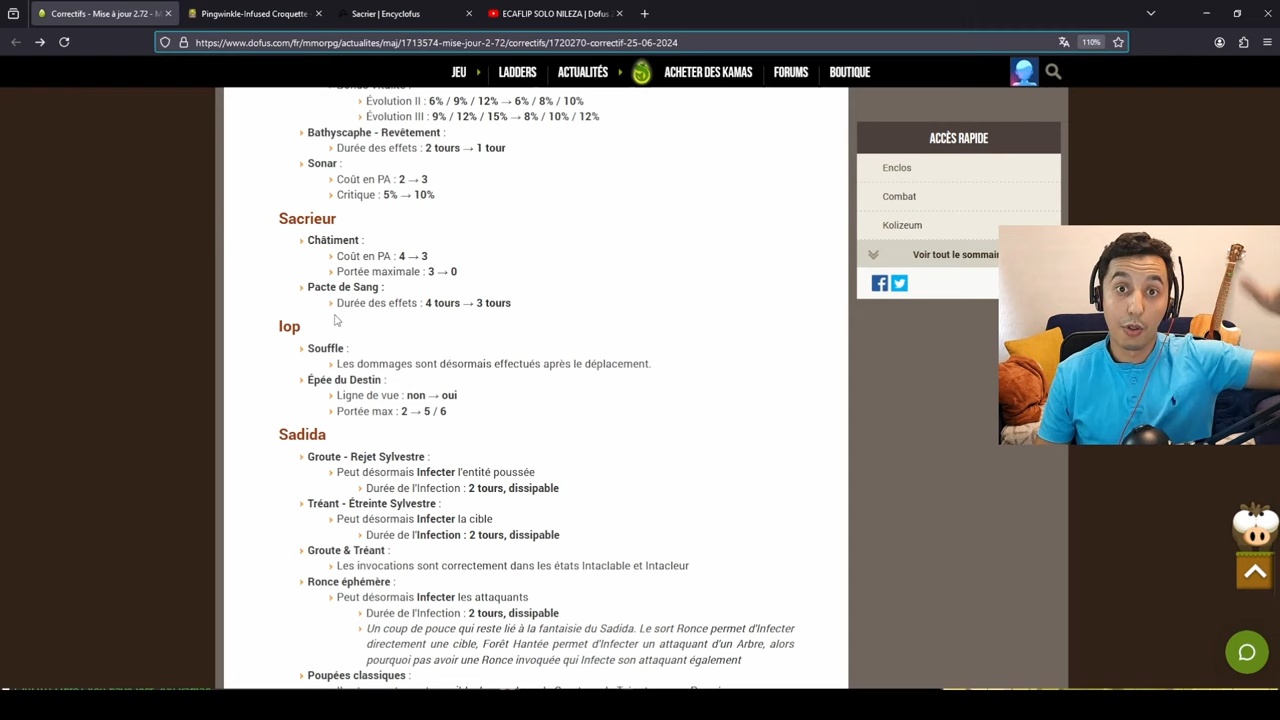 Correctifs - Mise à jour 2.72 - M
Pingwinkle-Infused Croquette -
Sacrier | Encyclofus
ECAFLIP SOLO NILEZA | Dofus
https://www.dofus.com/fr/mmorpg/actualites/maj/1713574-mise-jour-2-72/correctifs/1720270-correctif-25-06-2024
110%
JEU
LADDERS
ACTUALITÉS
ACHETER DES KAMAS
FORUMS
BOUTIQUE
Évolution II : 6% / 9% / 12% → 6% / 8% / 10%
Évolution III : 9% / 12% / 15% → 8% / 10% / 12%
Bathyscaphe - Revêtement :
Durée des effets : 2 tours → 1 tour
Sonar :
Coût en PA : 2 → 3
Critique : 5% → 10%
Sacrieur
Châtiment :
Coût en PA : 4 → 3
Portée maximale : 3 → 0
Pacte de Sang :
Durée des effets : 4 tours → 3 tours
Iop
Souffle :
Les dommages sont désormais effectués après le déplacement.
Épée du Destin :
Ligne de vue : non → oui
Portée max : 2 → 5 / 6
Sadida
Groute - Rejet Sylvestre :
Peut désormais Infecter l'entité poussée
Durée de l'Infection : 2 tours, dissipable
Tréant - Étreinte Sylvestre :
Peut désormais Infecter la cible
Durée de l'Infection : 2 tours, dissipable
Groute & Tréant :
Les invocations sont correctement dans les états Intaclable et Intacleur
Ronce éphémère :
Peut désormais Infecter les attaquants
Durée de l'Infection : 2 tours, dissipable
Un coup de pouce qui reste lié à la fantaisie du Sadida. Le sort Ronce permet d'Infecter
directement une cible, Forêt Hantée permet d'Infecter un attaquant d'un Arbre, alors
pourquoi pas avoir une Ronce invoquée qui Infecte son attaquant également
Poupées classiques :
ACCÈS RAPIDE
Enclos
Combat
Kolizeum
Voir tout le sommai